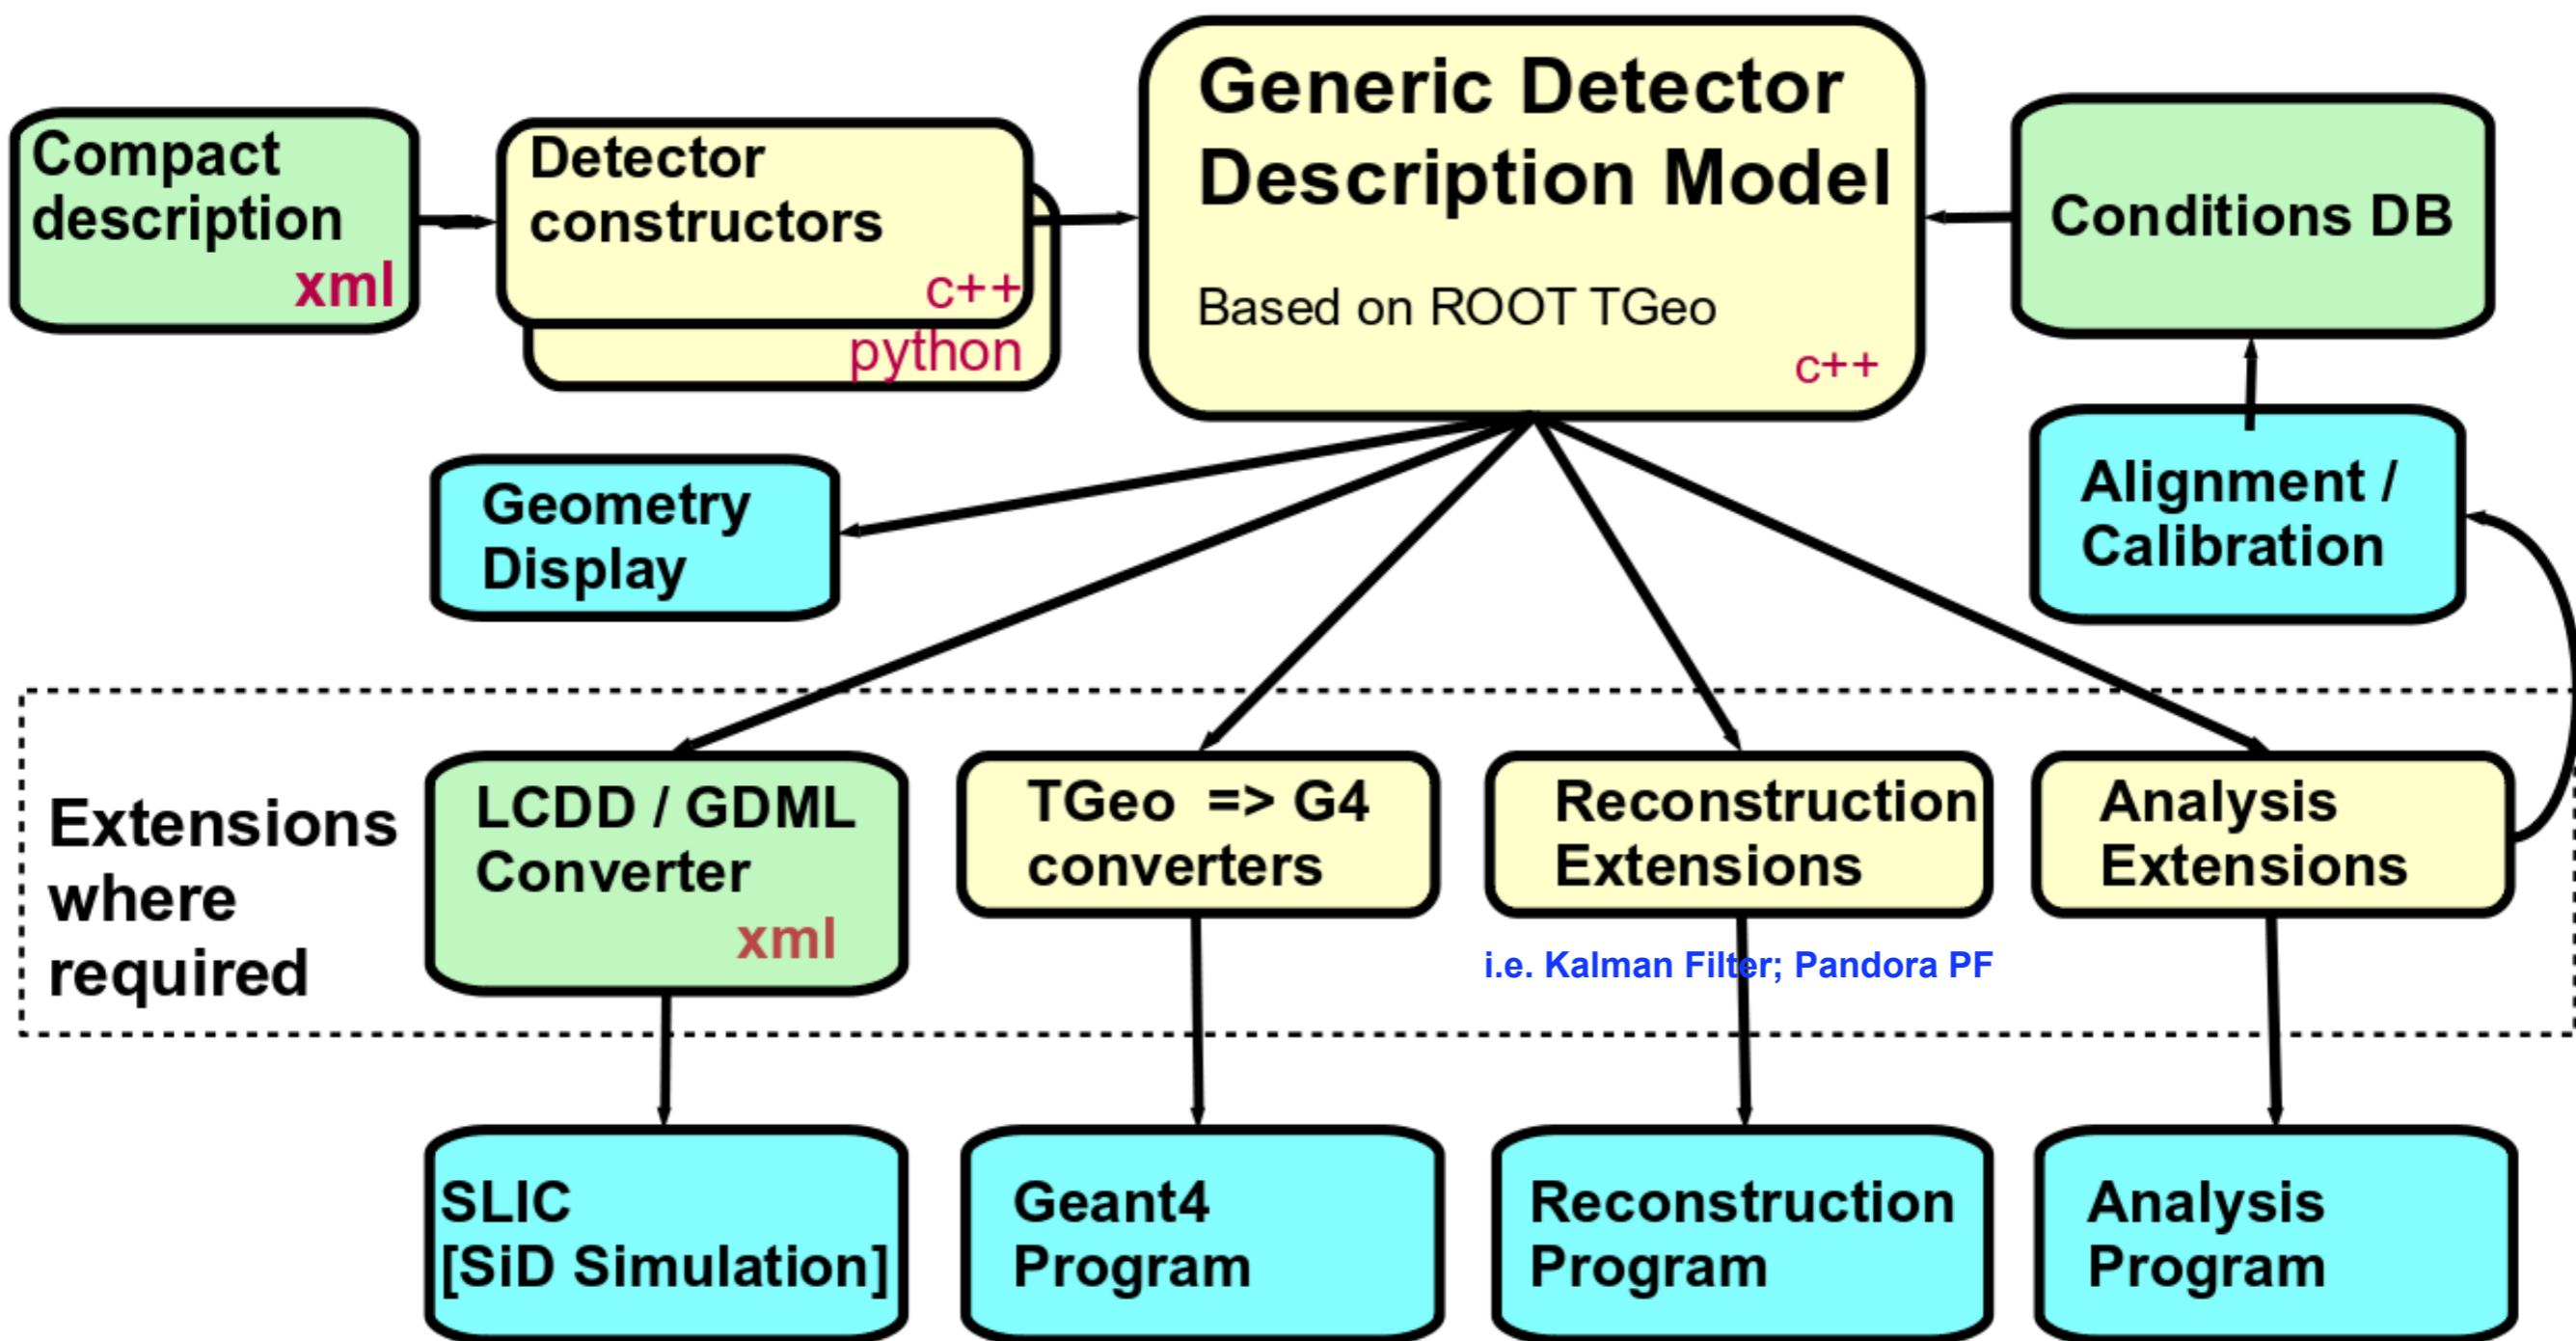 Compact
description
xml
Detector
constructors
c++
python
Generic Detector
Description Model
Based on ROOT TGeo
c++
Conditions DB
Geometry
Display
Alignment /
Calibration
Extensions
where
required
LCDD / GDML
Converter
xml
TGeo => G4
converters
Reconstruction
Extensions
i.e. Kalman Filter; Pandora PF
Analysis
Extensions
SLIC
[SiD Simulation]
Geant4
Program
Reconstruction
Program
Analysis
Program